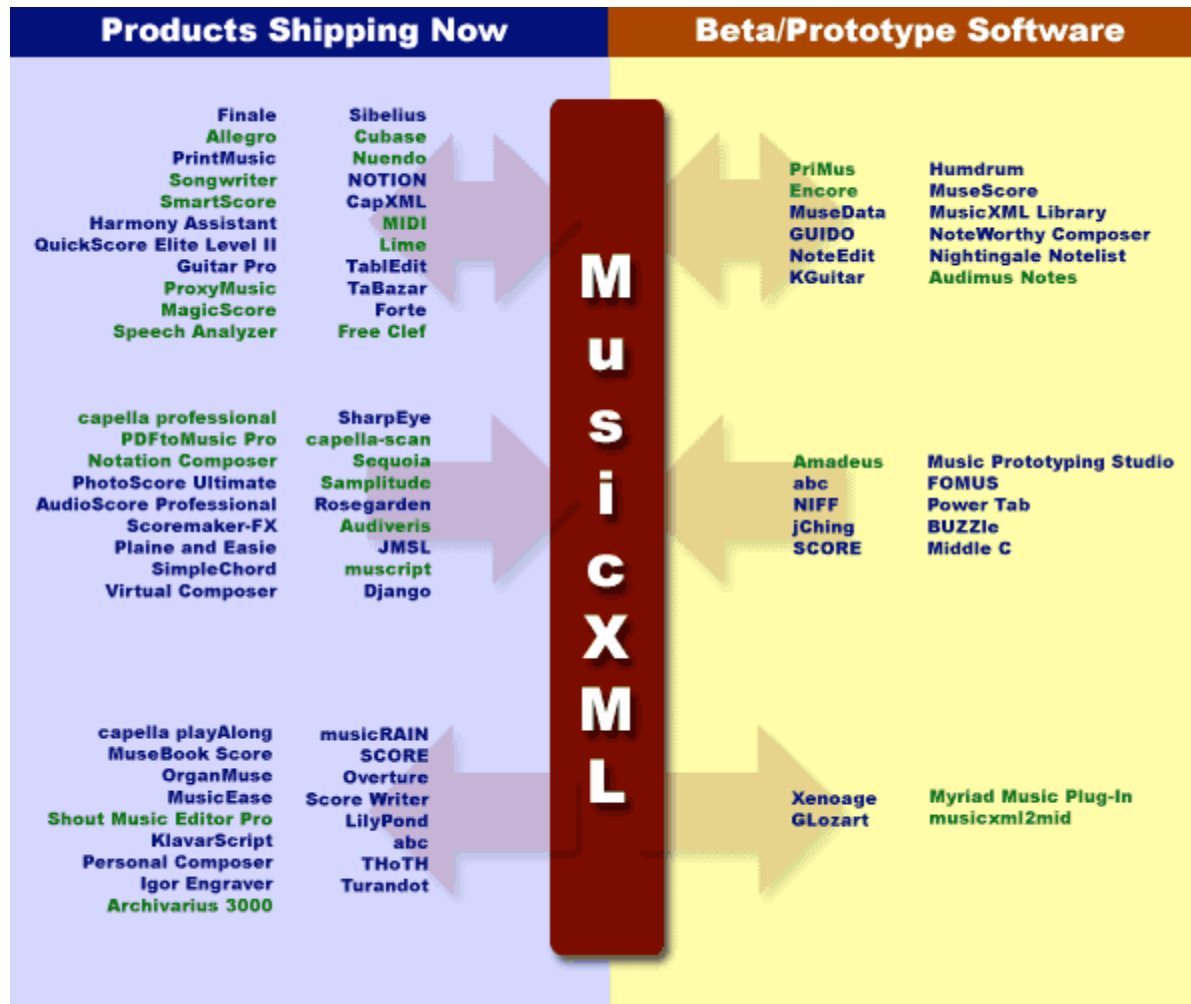 Products Shipping Now
Beta/Prototype Software
Finale Sibelius
Allegro Cubase
PrintMusic Nuendo
Songwriter NOTION
SmartScore CapXML
Harmony Assistant MIDI
QuickScore Elite Level II Lime
Guitar Pro TablEdit
ProxyMusic TaBazar
MagicScore Forte
Speech Analyzer Free Clef
capella professional SharpEye
PDFtoMusic Pro capella-scan
Notation Composer Sequoia
PhotoScore Ultimate Samplitude
AudioScore Professional Rosegarden
Scoremaker-FX Audiveris
Plaine and Easie JMSL
SimpleChord muscript
Virtual Composer Django
capella playAlong musicRAIN
MuseBook Score SCORE
OrganMuse Overture
MusicEase Score Writer
Shout Music Editor Pro LilyPond
KlavarScript abc
Personal Composer THoTH
Igor Engraver Turandot
Archivarius 3000
MusicXML
PriMus Humdrum
Encore MuseScore
MuseData MusicXML Library
GUIDO NoteWorthy Composer
NoteEdit Nightingale Notelist
KGuitar Audimus Notes
Amadeus Music Prototyping Studio
abc FOMUS
NIFF Power Tab
jChing BUZZle
SCORE Middle C
Xenoage Myriad Music Plug-In
GLozart musicxml2mid